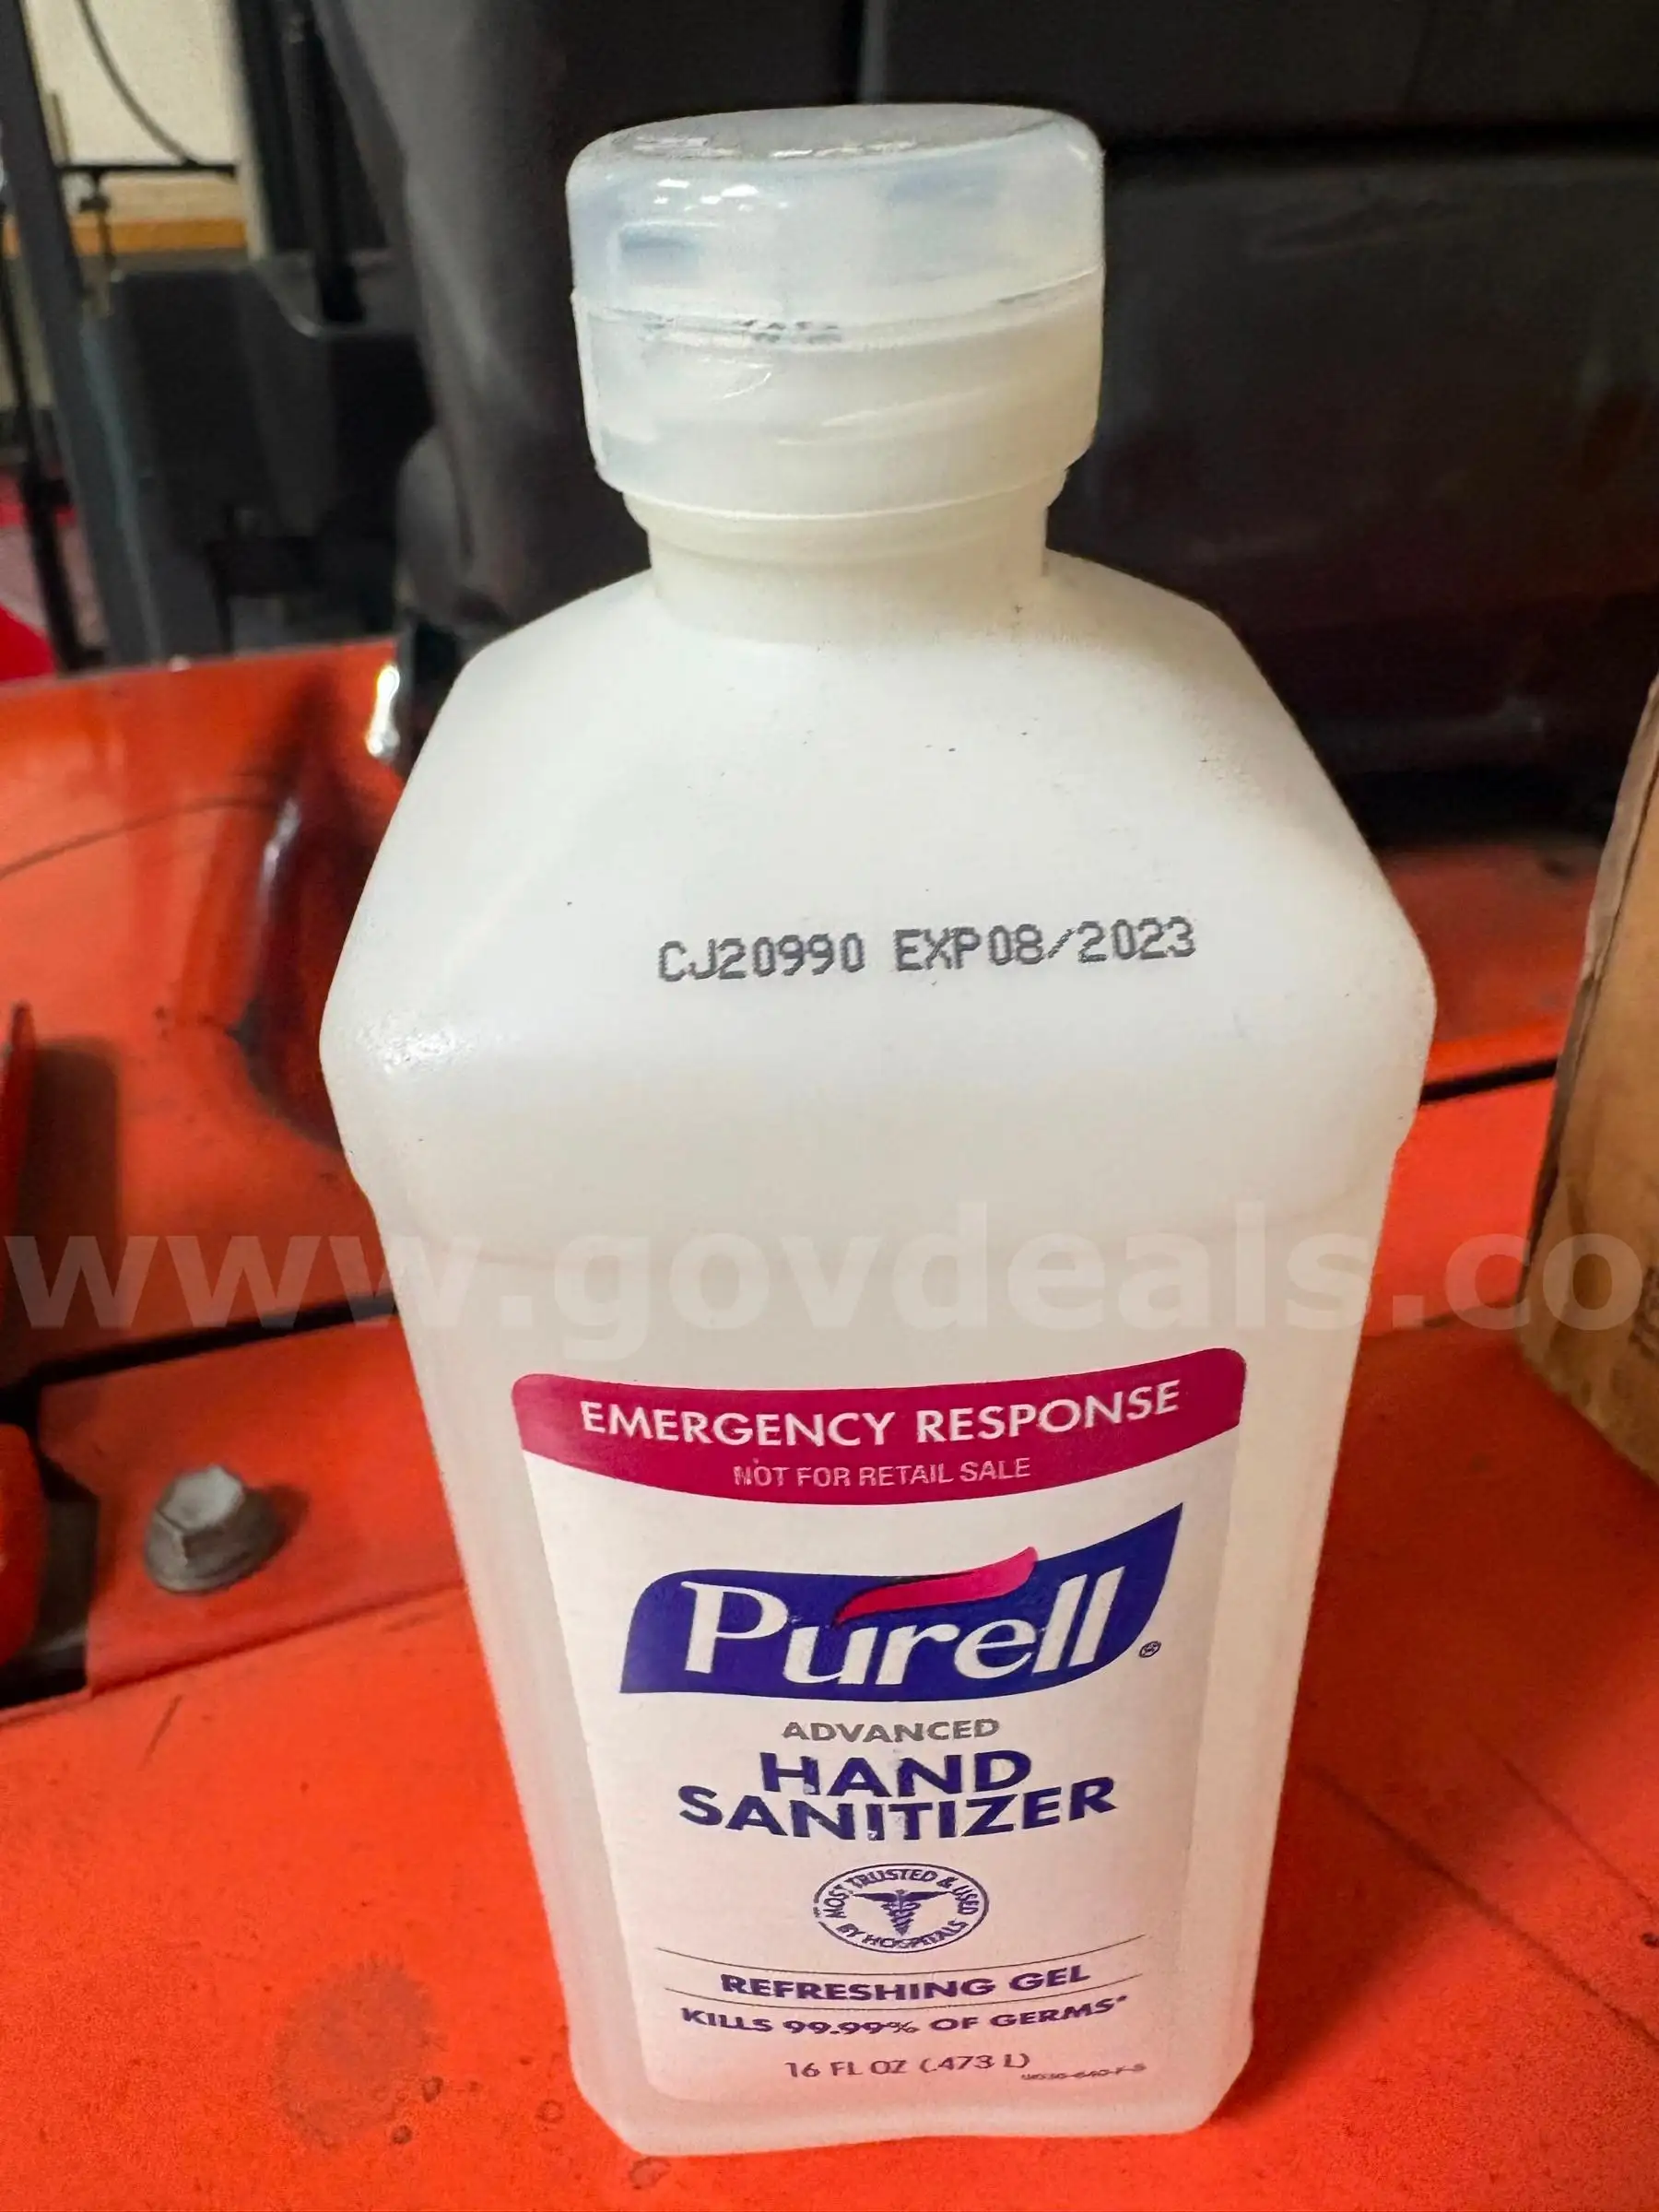 CJ20990 EXP08/2023
www.govdeals.co
EMERGENCY RESPONSE
NOT FOR RETAIL SALE
Purell®
ADVANCED
HAND
SANITIZER
MOST TRUSTED & USED
BY HOSPITALS
REFRESHING GEL
KILLS 99.99% OF GERMS*
16 FL OZ (.473 L)